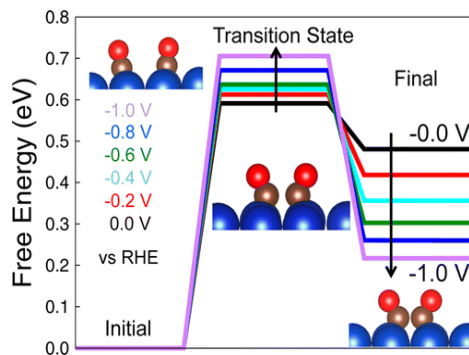 Free Energy (eV)
0.8
0.7
0.6
0.5
0.4
0.3
0.2
0.1
0.0
Transition State
Final
-1.0 V
-0.8 V
-0.6 V
-0.4 V
-0.2 V
0.0 V
vs RHE
Initial
-0.0 V
-1.0 V